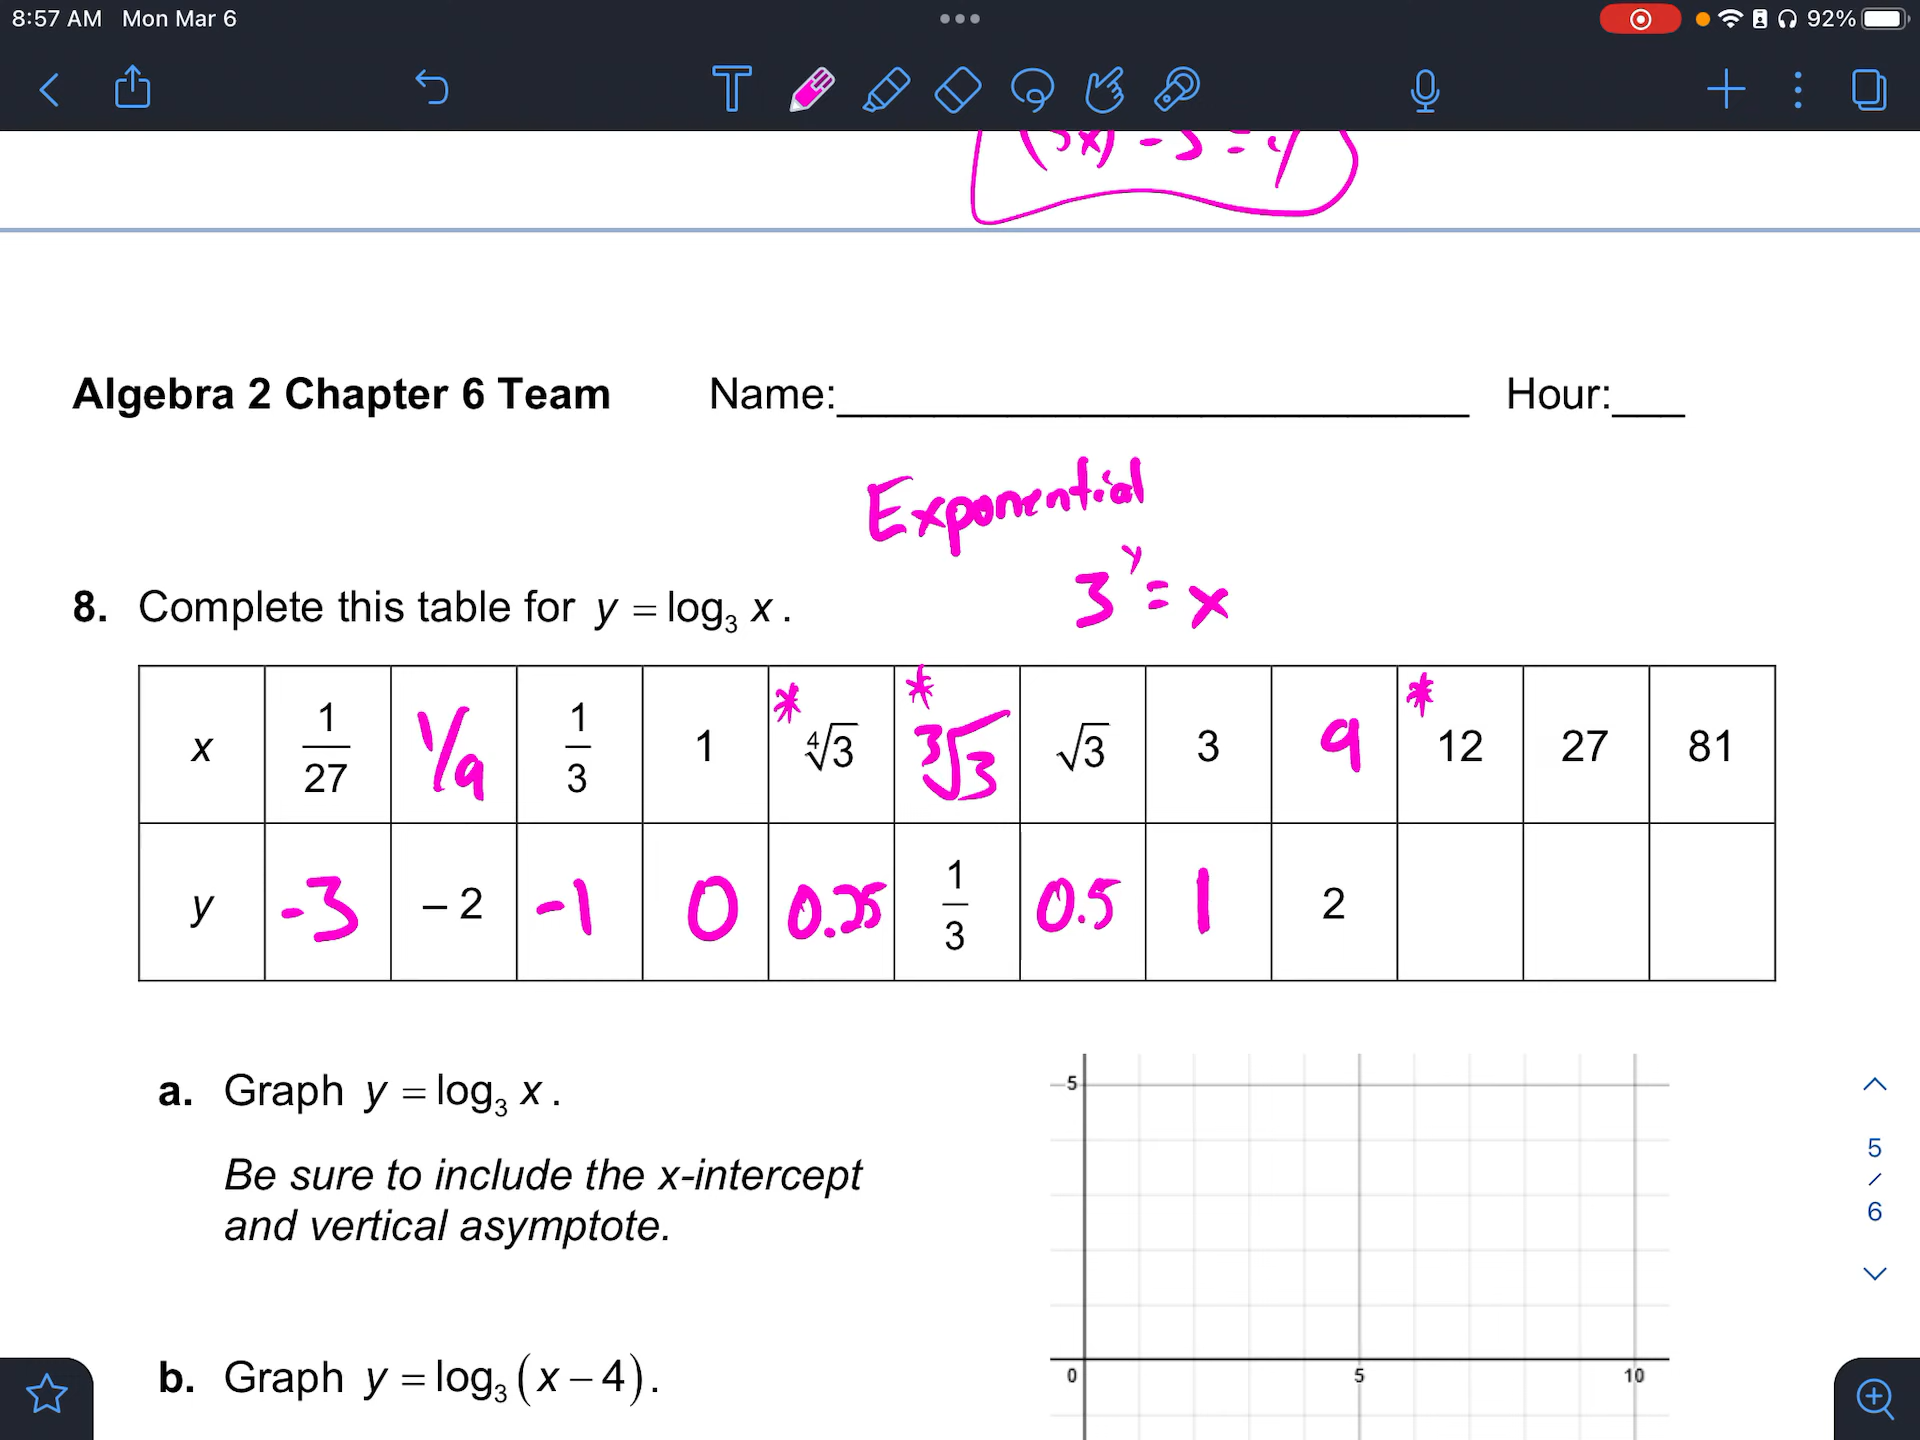 8:57 AM Mon Mar 6
92%
T
(3x) - 5 = y
Algebra 2 Chapter 6 Team Name:__________ Hour:___
Exponential
3^y = x
8. Complete this table for y = log₃ x .
x 1/27 1/9 1/3 1 *∜3 *∛3 √3 3 9 *12 27 81
y -3 – 2 -1 0 0.25 1/3 0.5 1 2
a. Graph y = log₃ x .
Be sure to include the x-intercept
and vertical asymptote.
b. Graph y = log₃ (x – 4) .
5
0 5 10
5
/
6